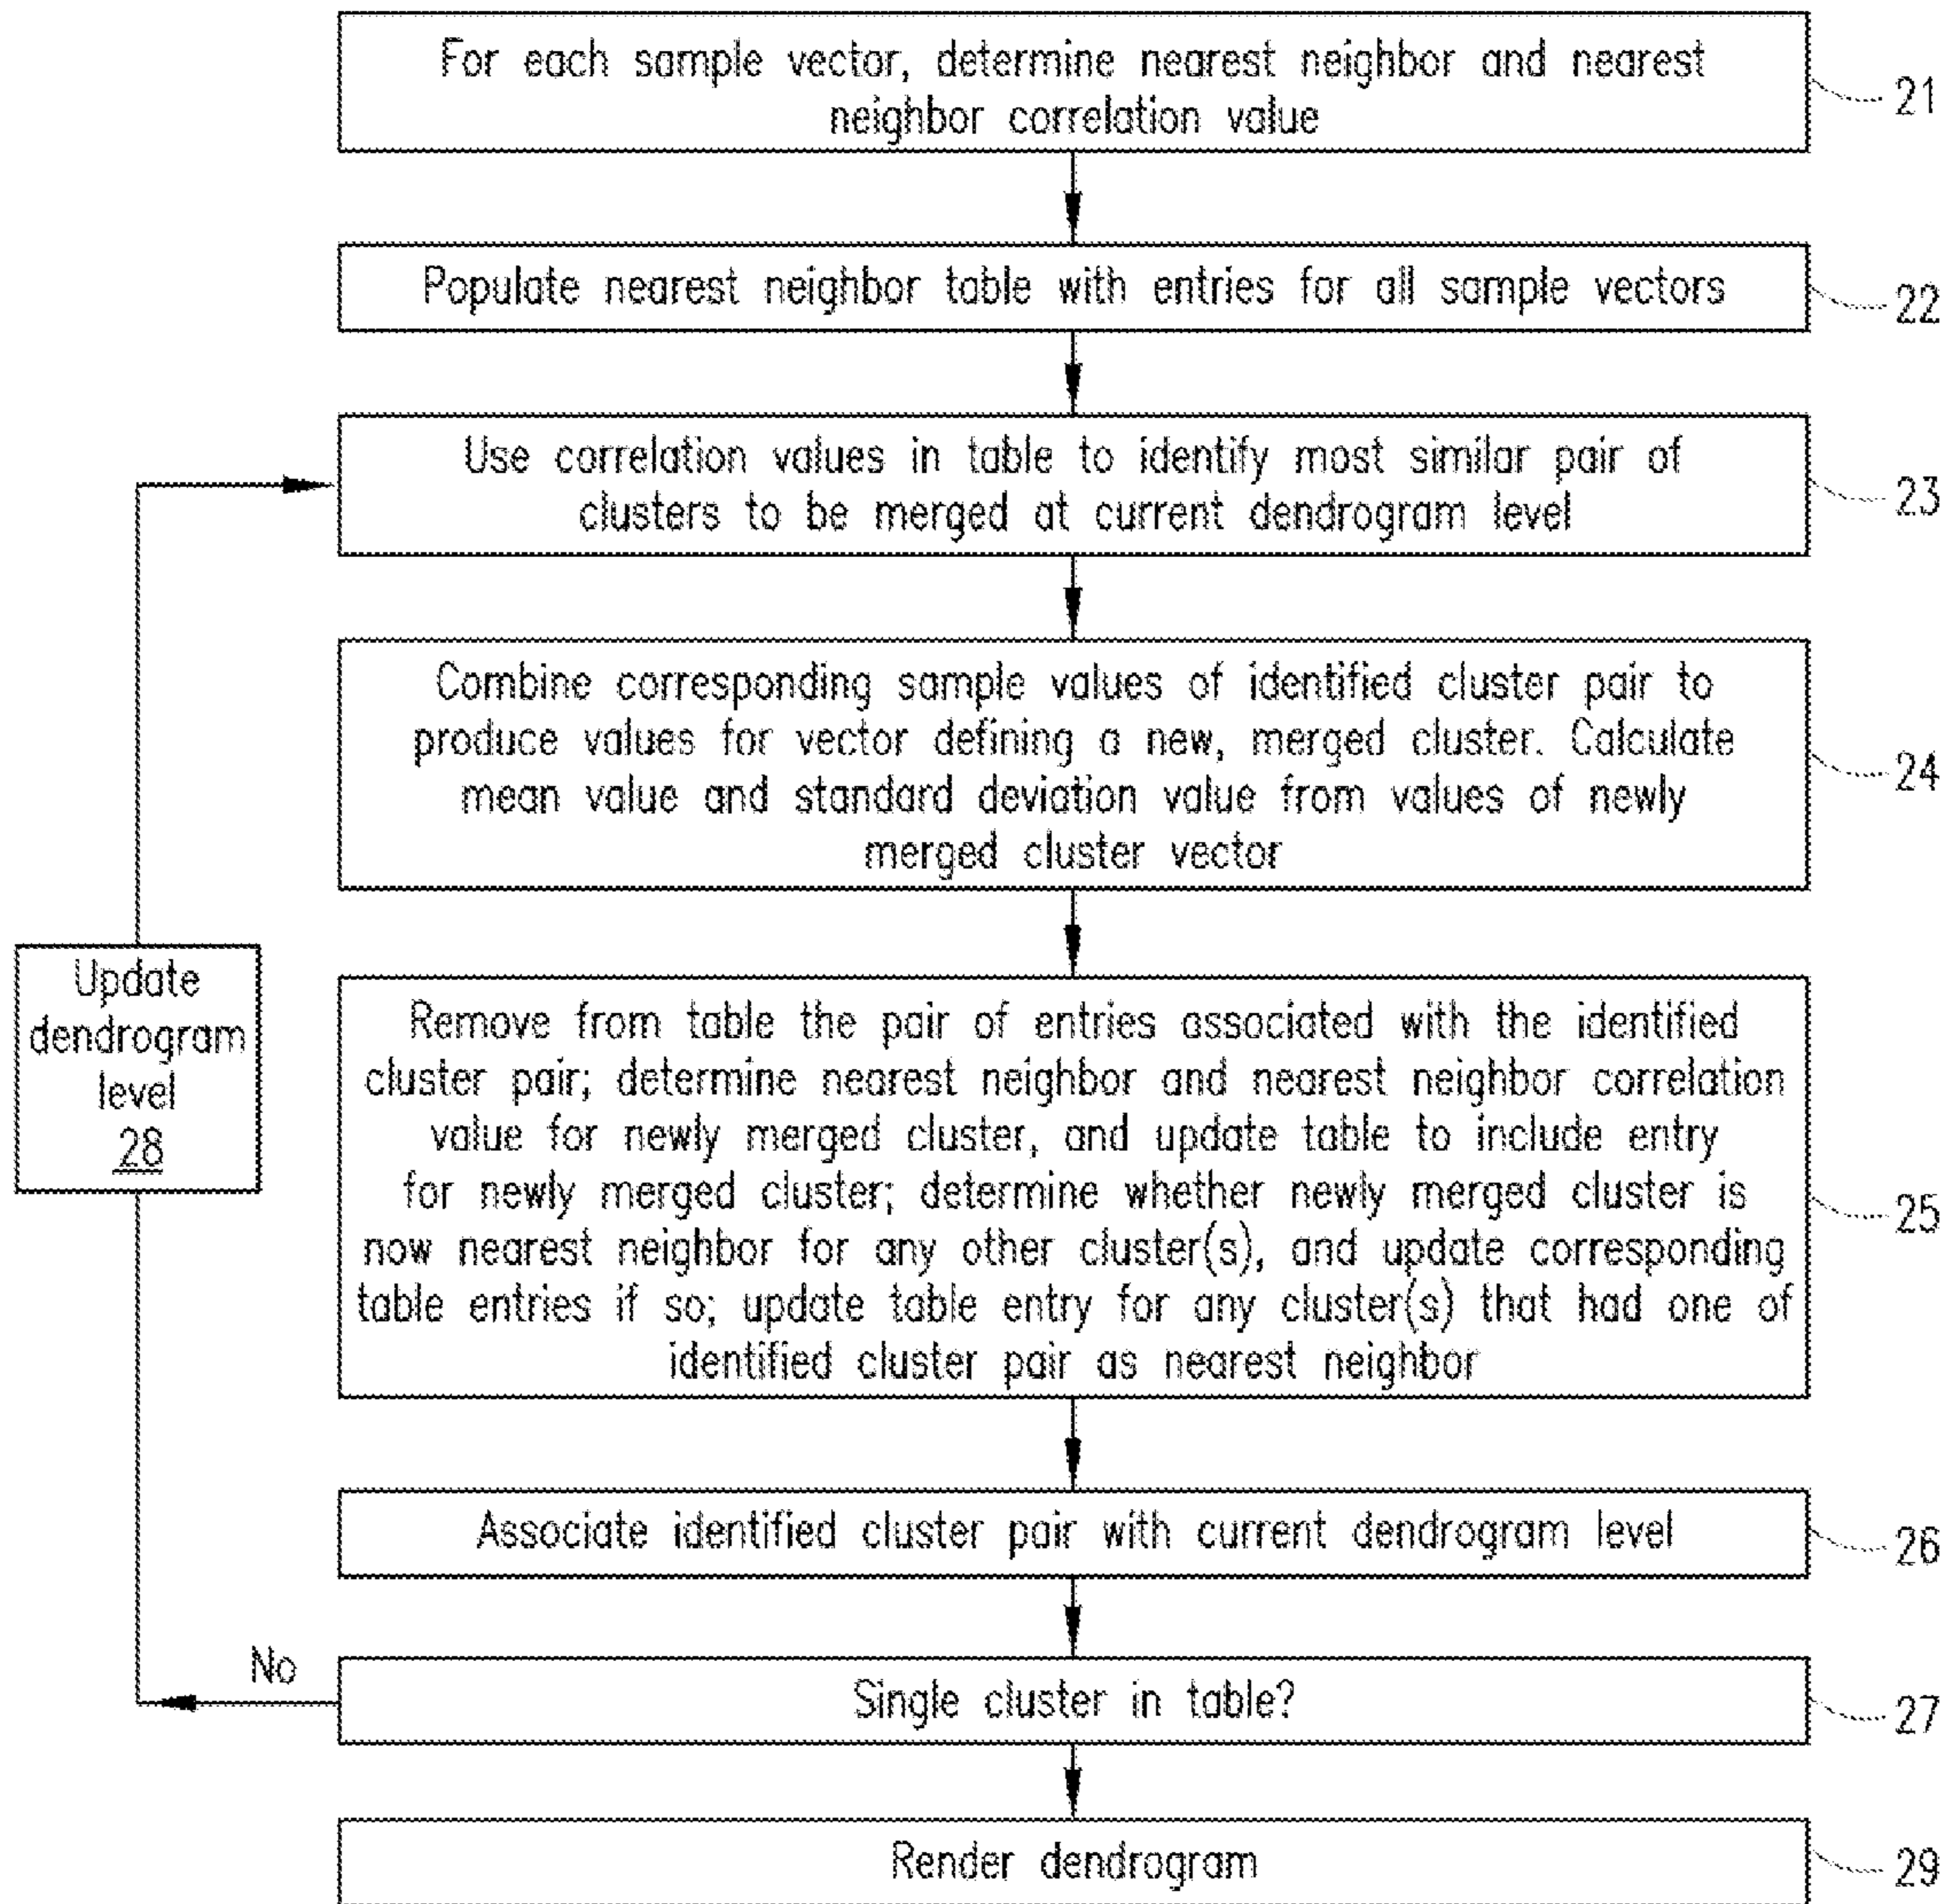 For each sample vector, determine nearest neighbor and nearest
neighbor correlation value
21
Populate nearest neighbor table with entries for all sample vectors
22
Use correlation values in table to identify most similar pair of
clusters to be merged at current dendrogram level
23
Combine corresponding sample values of identified cluster pair to
produce values for vector defining a new, merged cluster. Calculate
mean value and standard deviation value from values of newly
merged cluster vector
24
Update
dendrogram
level
28
Remove from table the pair of entries associated with the identified
cluster pair; determine nearest neighbor and nearest neighbor correlation
value for newly merged cluster, and update table to include entry
for newly merged cluster; determine whether newly merged cluster is
now nearest neighbor for any other cluster(s), and update corresponding
table entries if so; update table entry for any cluster(s) that had one of
identified cluster pair as nearest neighbor
25
Associate identified cluster pair with current dendrogram level
26
No
Single cluster in table?
27
Render dendrogram
29